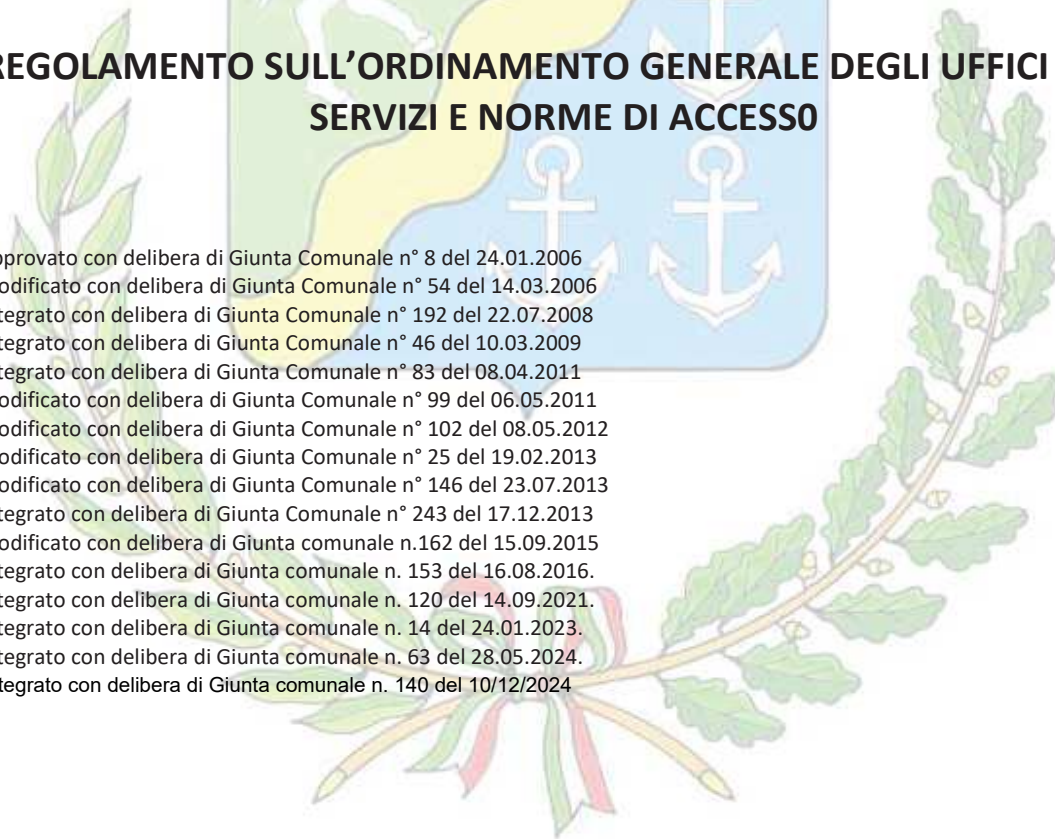 REGOLAMENTO SULL’ORDINAMENTO GENERALE DEGLI UFFICI
SERVIZI E NORME DI ACCESS0
pprovato con delibera di Giunta Comunale n° 8 del 24.01.2006
odificato con delibera di Giunta Comunale n° 54 del 14.03.2006
tegrato con delibera di Giunta Comunale n° 192 del 22.07.2008
tegrato con delibera di Giunta Comunale n° 46 del 10.03.2009
tegrato con delibera di Giunta Comunale n° 83 del 08.04.2011
odificato con delibera di Giunta Comunale n° 99 del 06.05.2011
odificato con delibera di Giunta Comunale n° 102 del 08.05.2012
odificato con delibera di Giunta Comunale n° 25 del 19.02.2013
odificato con delibera di Giunta Comunale n° 146 del 23.07.2013
tegrato con delibera di Giunta Comunale n° 243 del 17.12.2013
odificato con delibera di Giunta comunale n.162 del 15.09.2015
tegrato con delibera di Giunta comunale n. 153 del 16.08.2016.
tegrato con delibera di Giunta comunale n. 120 del 14.09.2021.
tegrato con delibera di Giunta comunale n. 14 del 24.01.2023.
tegrato con delibera di Giunta comunale n. 63 del 28.05.2024.
tegrato con delibera di Giunta comunale n. 140 del 10/12/2024